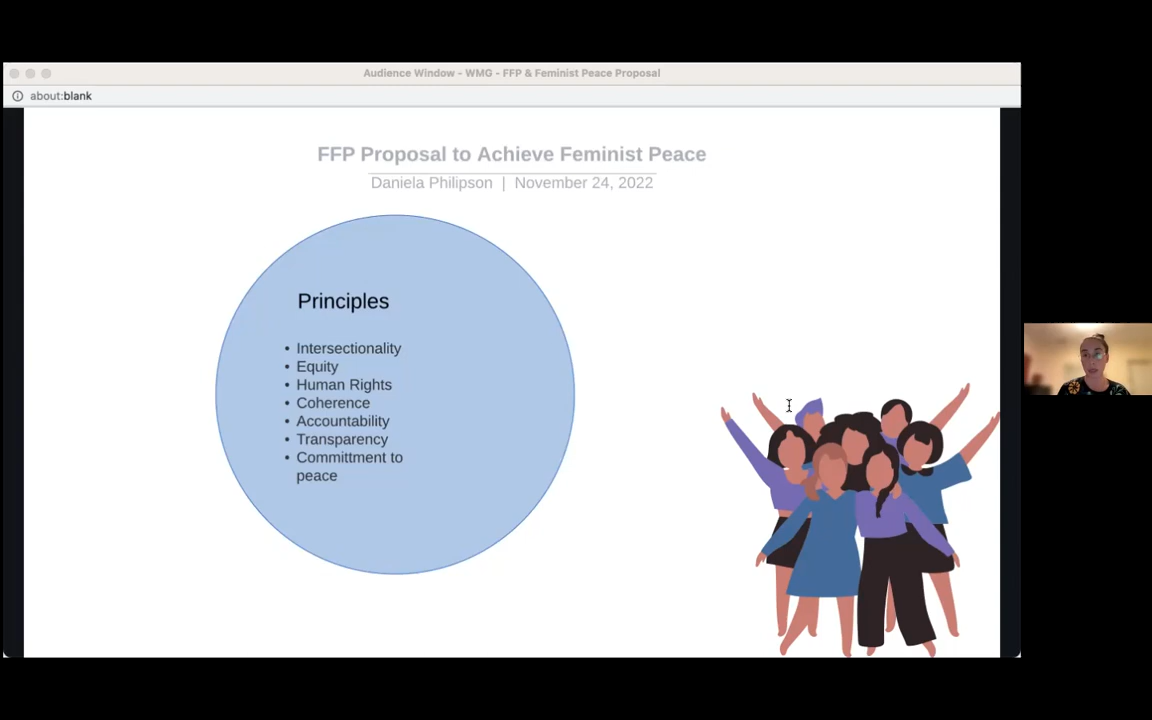 Audience Window - WMG - FFP & Feminist Peace Proposal
about:blank
FFP Proposal to Achieve Feminist Peace
Daniela Philipson | November 24, 2022
Principles
• Intersectionality
• Equity
• Human Rights
• Coherence
• Accountability
• Transparency
• Committment to
peace